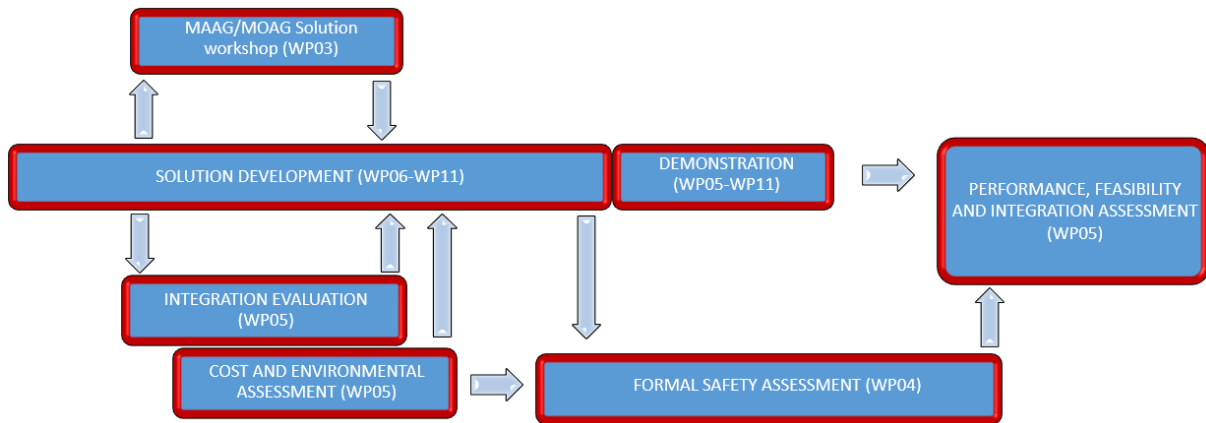 MAAG/MOAG Solution
workshop (WP03)
SOLUTION DEVELOPMENT (WP06-WP11)
DEMONSTRATION
(WP05-WP11)
PERFORMANCE, FEASIBILITY
AND INTEGRATION ASSESSMENT
(WP05)
INTEGRATION EVALUATION
(WP05)
COST AND ENVIRONMENTAL
ASSESSMENT (WP05)
FORMAL SAFETY ASSESSMENT (WP04)